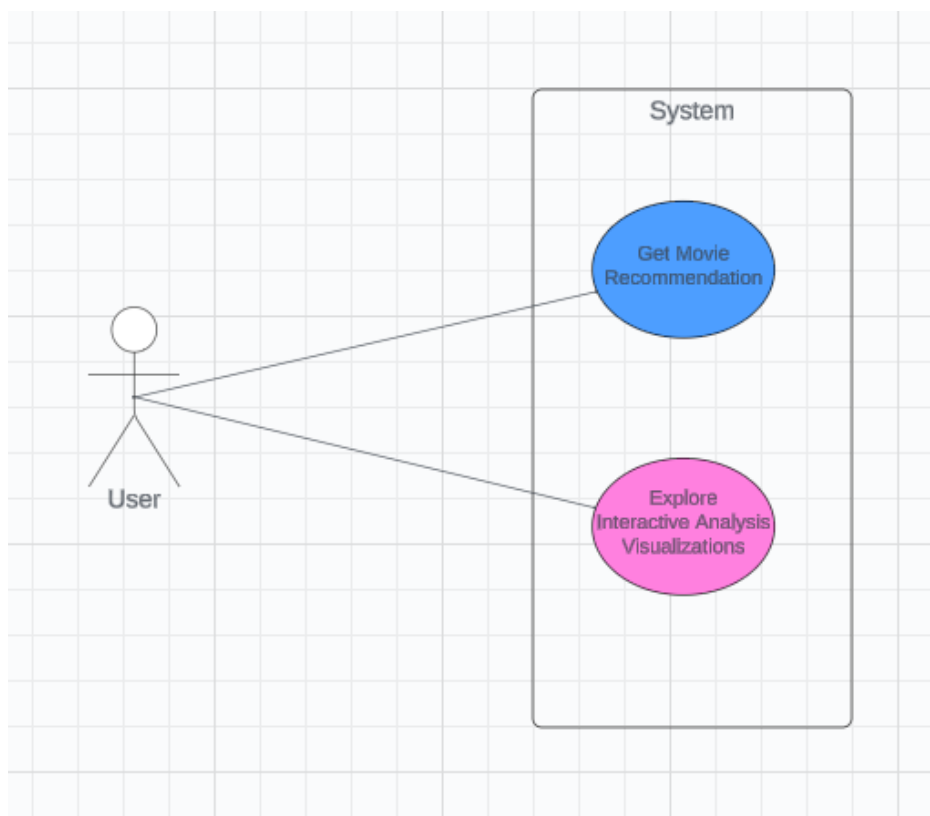 System
Get Movie
Recommendation
User
Explore
Interactive Analysis
Visualizations